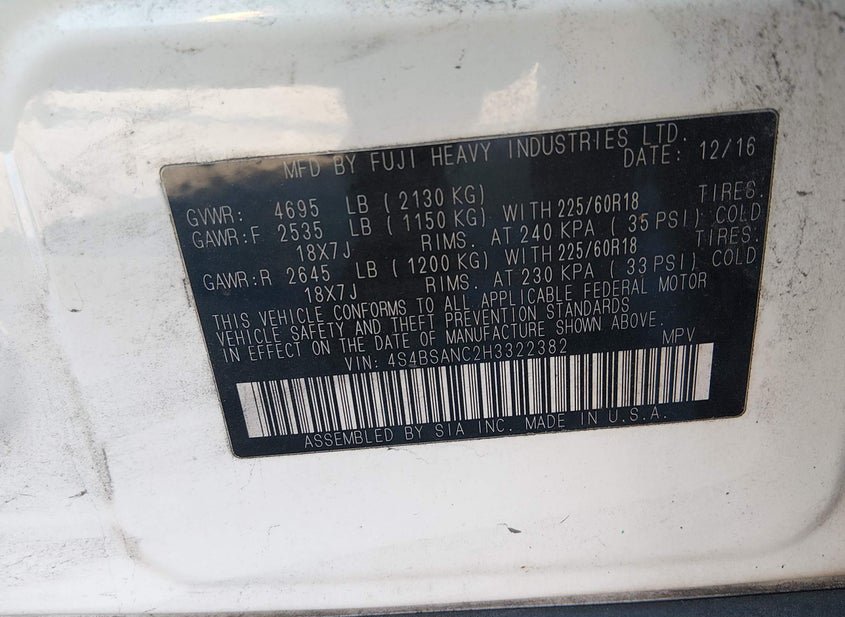 MFD BY FUJI HEAVY INDUSTRIES LTD.
DATE: 12/16
GVWR: 4695 LB (2130 KG)
GAWR:F 2535 LB (1150 KG) WITH 225/60R18 TIRES.
18X7J RIMS. AT 240 KPA (35 PSI) COLD
GAWR:R 2645 LB (1200 KG) WITH 225/60R18 TIRES.
18X7J RIMS. AT 230 KPA (33 PSI) COLD
THIS VEHICLE CONFORMS TO ALL APPLICABLE FEDERAL MOTOR
VEHICLE SAFETY AND THEFT PREVENTION STANDARDS
IN EFFECT ON THE DATE OF MANUFACTURE SHOWN ABOVE.
VIN: 4S4BSANC2H3322382 MPV
ASSEMBLED BY SIA INC. MADE IN U.S.A.